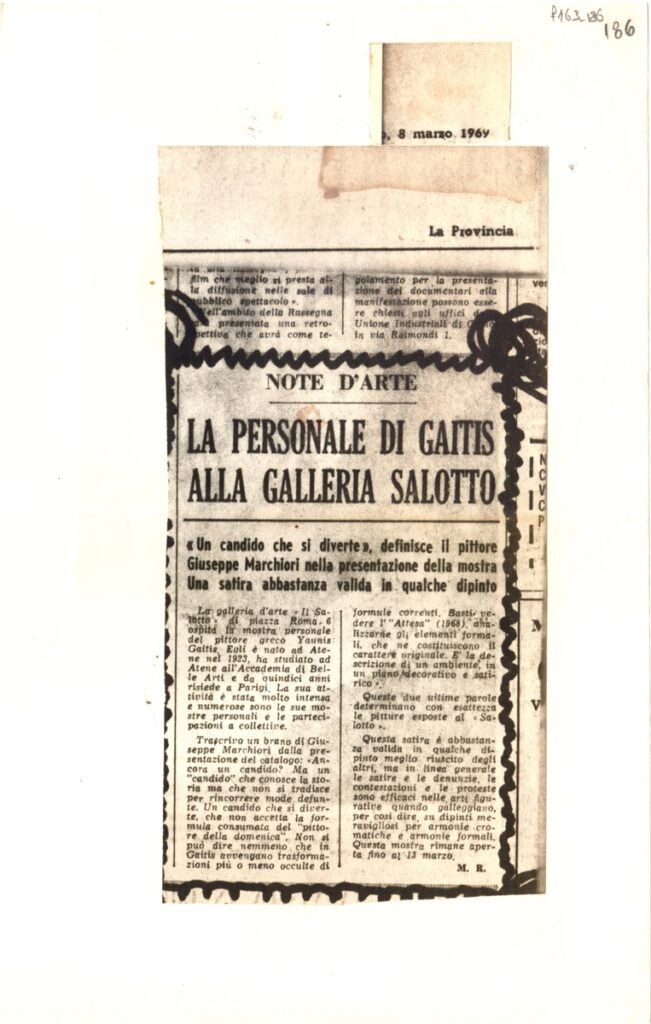 f163_186
186
, 8 marzo 1969
La Provincia
film che meglio si presta al-
la diffusione nelle sale di
pubblico spettacolo ».
Nell'ambito della Rassegna
presentata una retro-
spettiva che avrà come te-
golamento per la presenta-
zione dei documentari alla
manifestazione possono esse-
re chiesti agli uffici
Unione Industriali di
in via Raimondi 1.
NOTE D'ARTE
LA PERSONALE DI GAITIS
ALLA GALLERIA SALOTTO
« Un candido che si diverte », definisce il pittore
Giuseppe Marchiori nella presentazione della mostra
Una satira abbastanza valida in qualche dipinto
La galleria d'arte « Il Sa-
lotto » di piazza Roma 6
ospita la mostra personale
del pittore greco Yaunis
Gaitis. Egli è nato ad Ate-
ne nel 1923, ha studiato ad
Atene all'Accademia di Bel-
le Arti e da quindici anni
risiede a Parigi. La sua at-
tività è stata molto intensa
e numerose sono le sue mo-
stre personali e le parteci-
pazioni a collettive.
Trascrivo un brano di Giu-
seppe Marchiori dalla pre-
sentazione del catalogo: «An-
cora un candido? Ma un
"candido" che conosce la sto-
ria ma che non si tradisce
per rincorrere mode defun-
te. Un candido che si diver-
te, che non accetta la for-
mula consumata del "pitto-
re della domenica". Non si
può dire nemmeno che in
Gaitis avvengano trasforma-
zioni più o meno occulte di
formule correnti. Basti ve-
dere l'"Attesa" (1968), ana-
lizzarne gli elementi forma-
li, che ne costituiscono il
carattere originale. E' la de-
scrizione di un ambiente, in
un piano decorativo e sati-
rico ».
Queste due ultime parole
determinano con esattezza
le pitture esposte al « Sa-
lotto ».
Questa satira è abbastan-
za valida in qualche di-
pinto meglio riuscito degli
altri, ma in linea generale
le satire e le denunzie, le
contestazioni e le proteste
sono efficaci nelle arti figu-
rative quando galleggiano,
per così dire, su dipinti me-
ravigliosi per armonie cro-
matiche e armonie formali.
Questa mostra rimane aper-
ta fino al 13 marzo.
M. R.